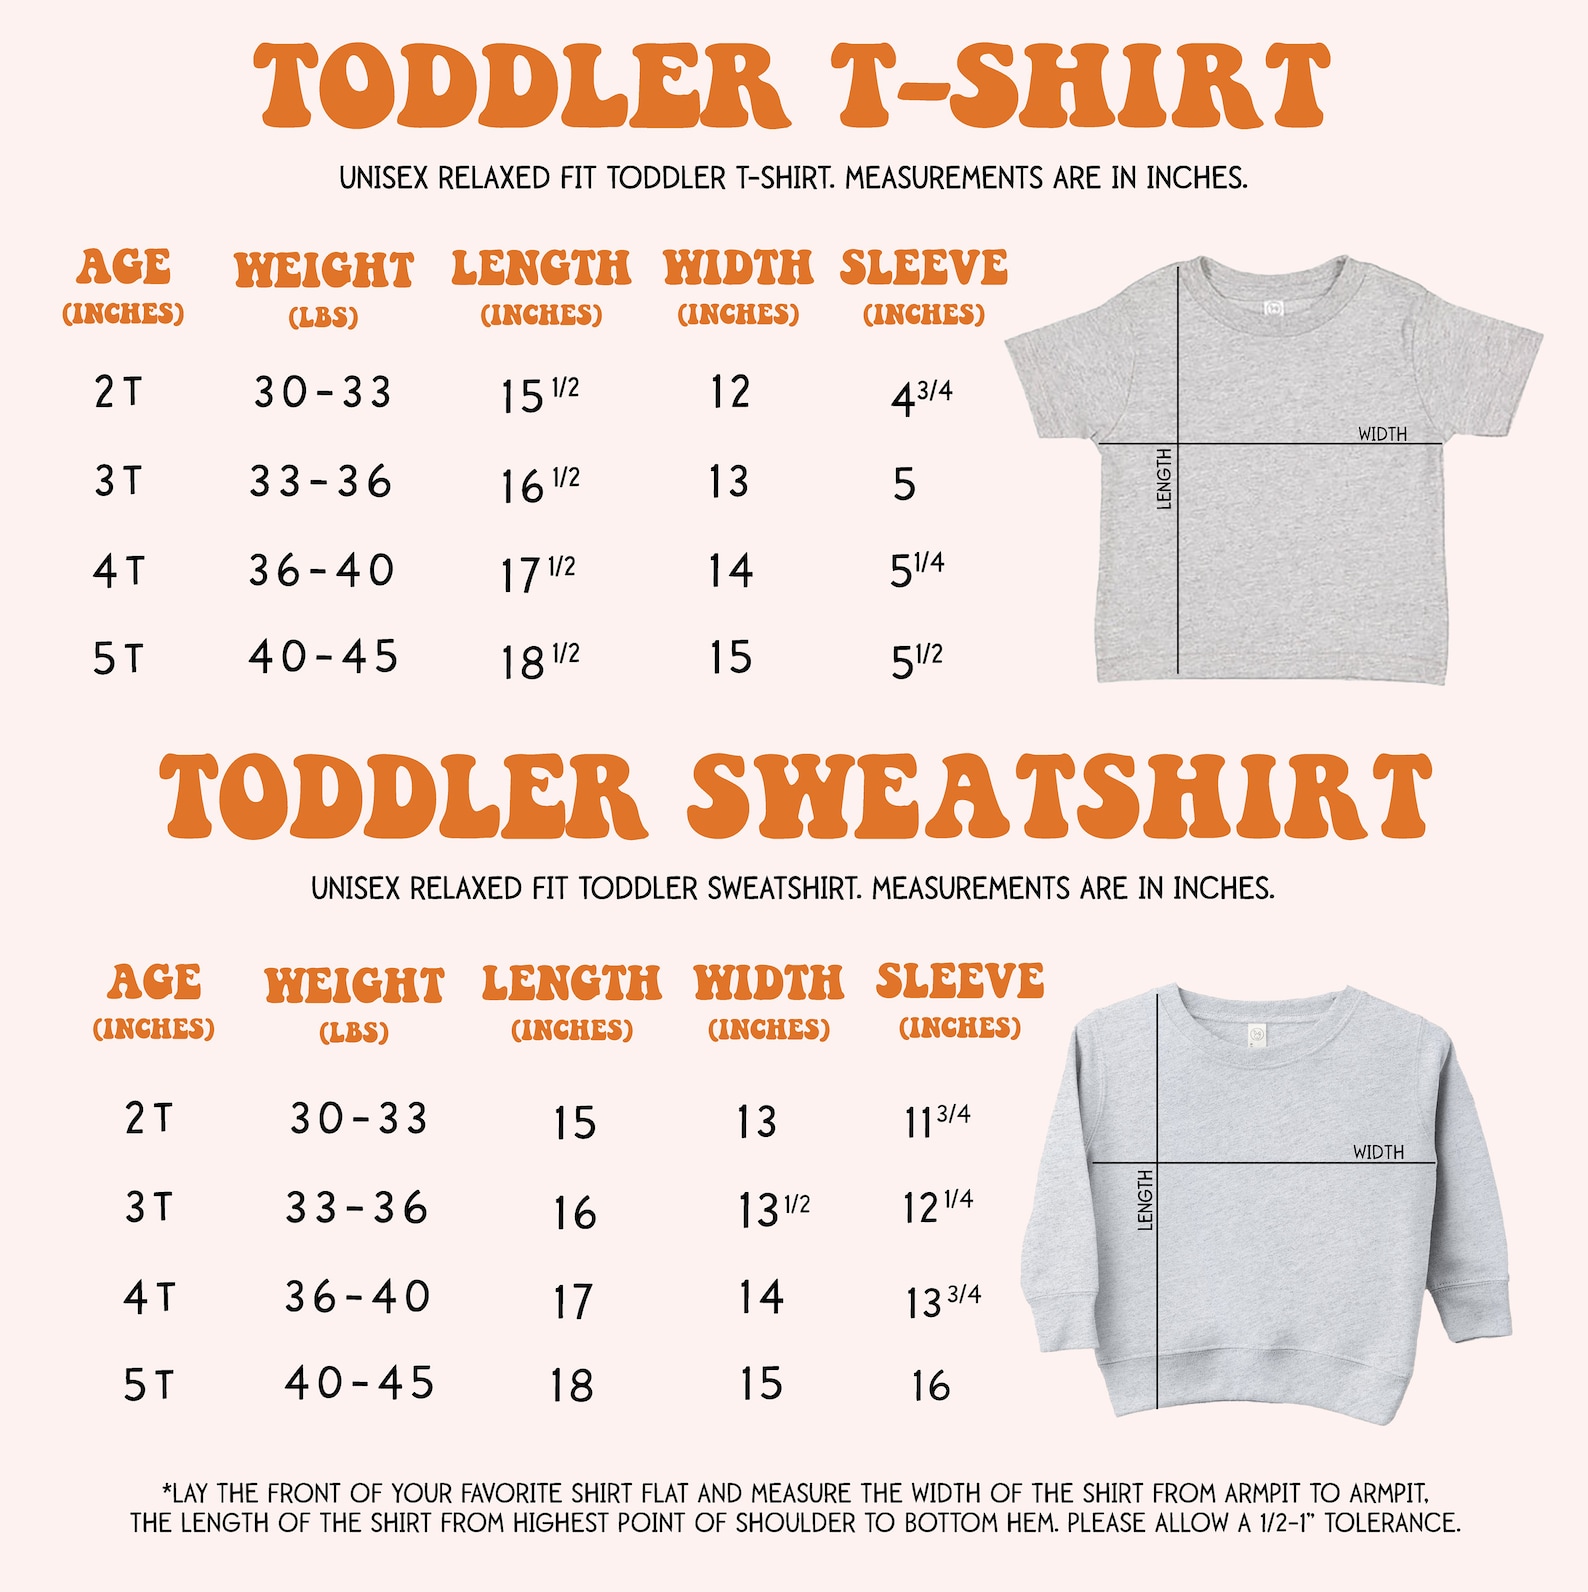 TODDLER T-SHIRT
UNISEX RELAXED FIT TODDLER T-SHIRT. MEASUREMENTS ARE IN INCHES.
AGE WEIGHT LENGTH WIDTH SLEEVE
(INCHES) (LBS) (INCHES) (INCHES) (INCHES)
2T 30-33 15 1/2 12 4 3/4
3T 33-36 16 1/2 13 5
4T 36-40 17 1/2 14 5 1/4
5T 40-45 18 1/2 15 5 1/2
WIDTH
LENGTH
TODDLER SWEATSHIRT
UNISEX RELAXED FIT TODDLER SWEATSHIRT. MEASUREMENTS ARE IN INCHES.
AGE WEIGHT LENGTH WIDTH SLEEVE
(INCHES) (LBS) (INCHES) (INCHES) (INCHES)
2T 30-33 15 13 11 3/4
3T 33-36 16 13 1/2 12 1/4
4T 36-40 17 14 13 3/4
5T 40-45 18 15 16
WIDTH
LENGTH
*LAY THE FRONT OF YOUR FAVORITE SHIRT FLAT AND MEASURE THE WIDTH OF THE SHIRT FROM ARMPIT TO ARMPIT,
THE LENGTH OF THE SHIRT FROM HIGHEST POINT OF SHOULDER TO BOTTOM HEM. PLEASE ALLOW A 1/2-1" TOLERANCE.